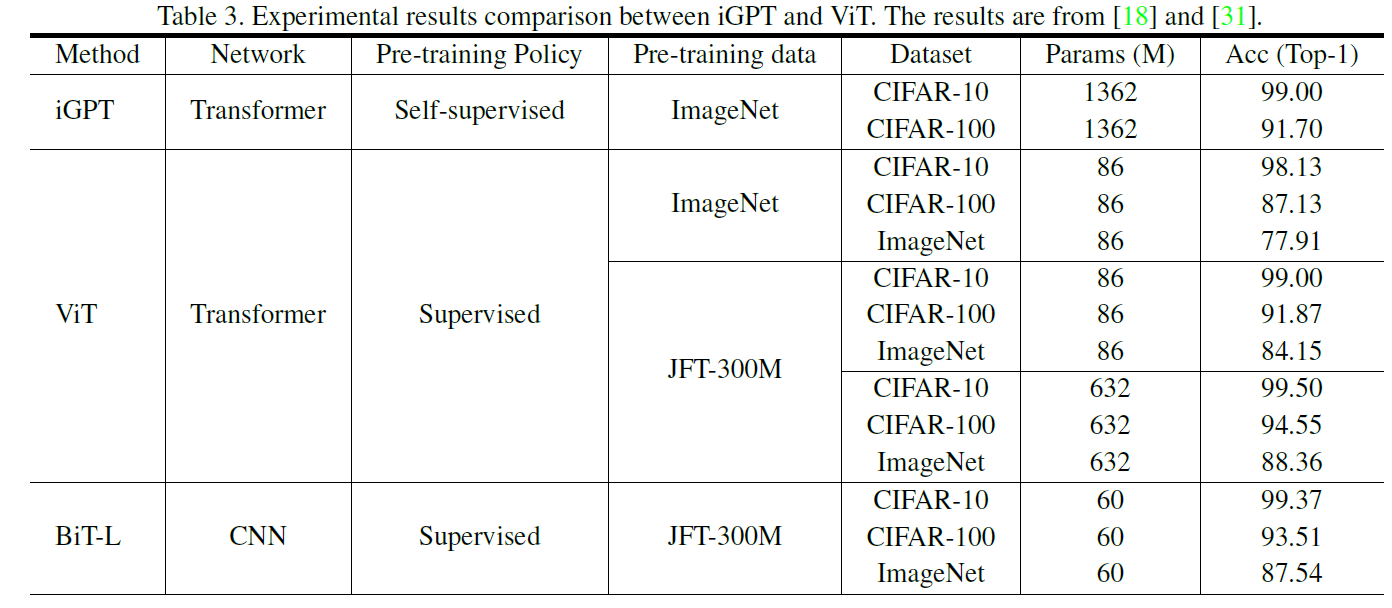 Table 3. Experimental results comparison between iGPT and ViT. The results are from [18] and [31].
Method Network Pre-training Policy Pre-training data Dataset Params (M) Acc (Top-1)
iGPT Transformer Self-supervised ImageNet CIFAR-10 1362 99.00
CIFAR-100 1362 91.70
ViT Transformer Supervised ImageNet CIFAR-10 86 98.13
CIFAR-100 86 87.13
ImageNet 86 77.91
JFT-300M CIFAR-10 86 99.00
CIFAR-100 86 91.87
ImageNet 86 84.15
CIFAR-10 632 99.50
CIFAR-100 632 94.55
ImageNet 632 88.36
BiT-L CNN Supervised JFT-300M CIFAR-10 60 99.37
CIFAR-100 60 93.51
ImageNet 60 87.54